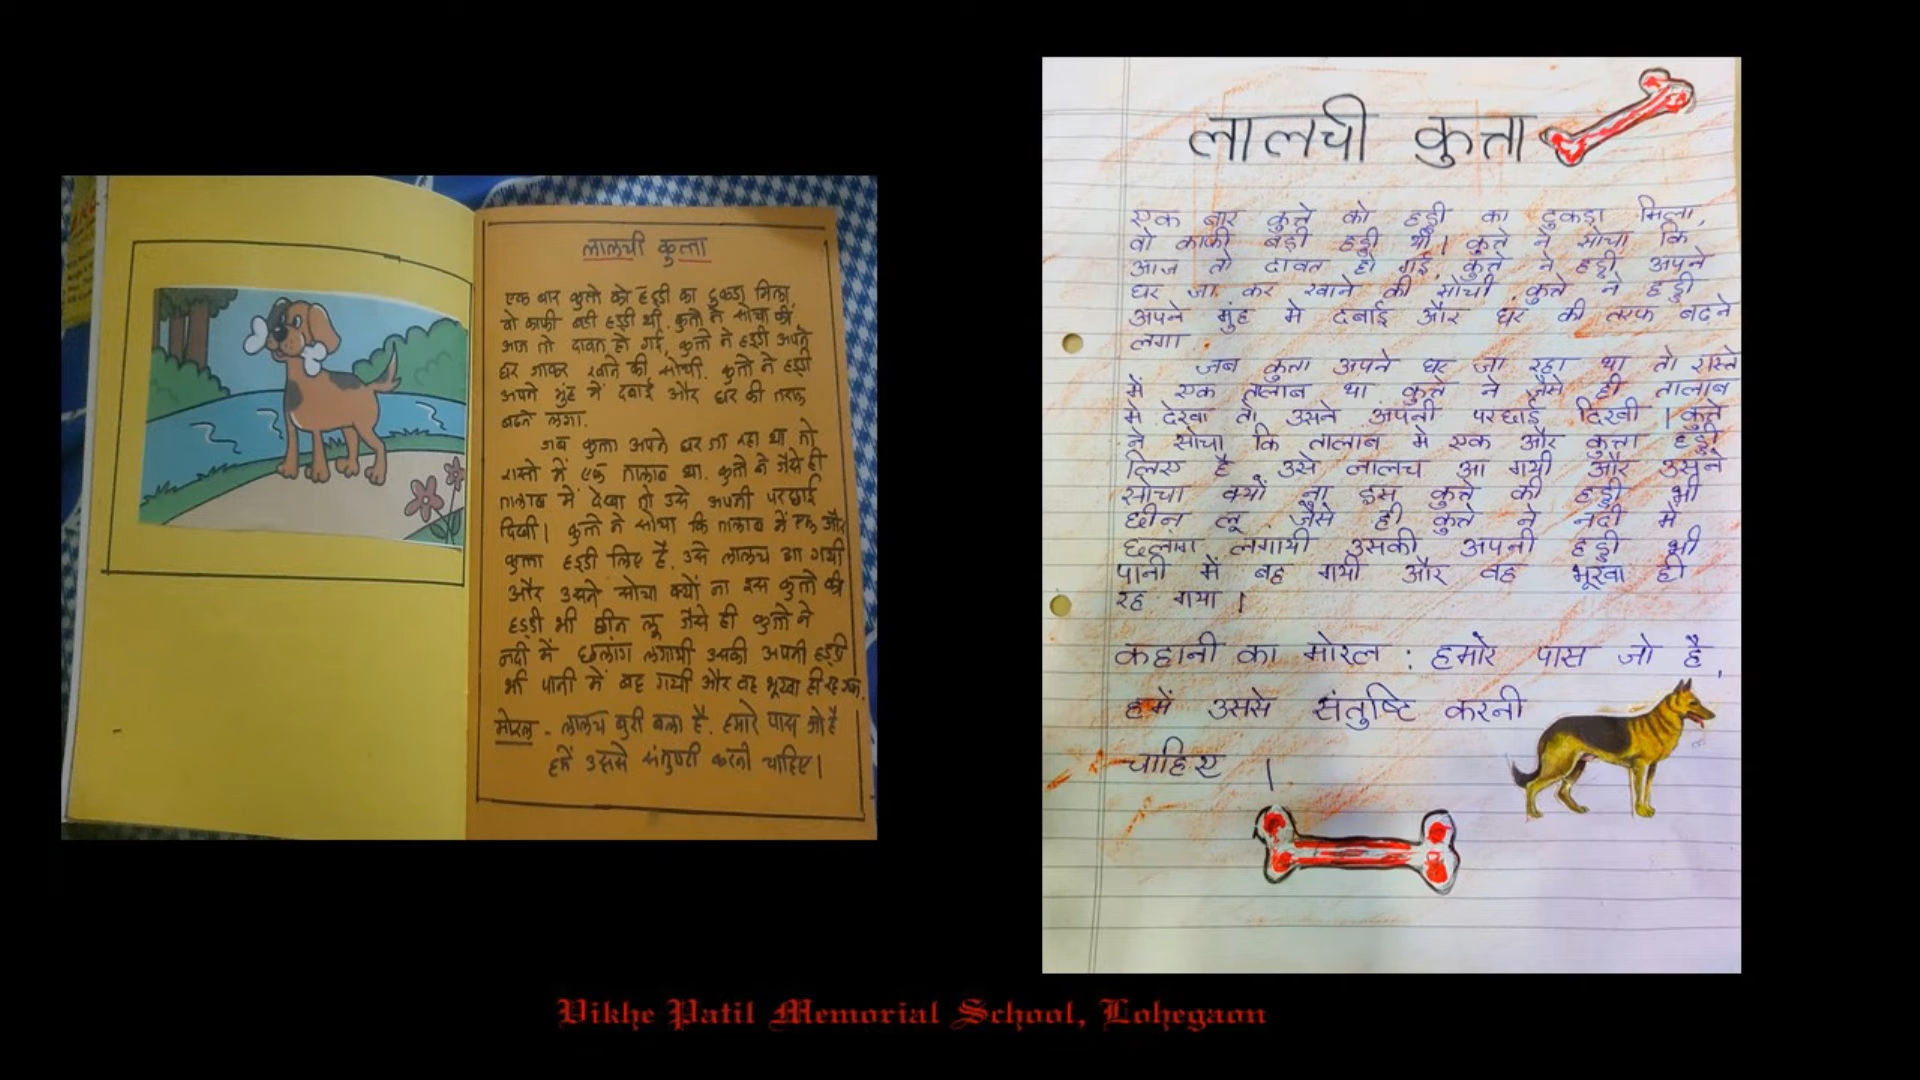 लालची कुत्ता
एक बार कुत्ते को हड्डी का टुकडा मिला,
वो काफी बडी हड्डी थी. कुत्ते ने सोचा की
आज तो दावत हो गई, कुत्ते ने हड्डी अपने
घर जाकर खाने की सोची. कुत्ते ने हड्डी
अपने मुंह में दबाई और घर की तरफ
बढने लगा.
जब कुत्ता अपने घर जा रहा था तो
रास्ते में एक तालाब था. कुत्ते ने जैसे ही
तालाब में देखा तो उसे अपनी परछाई
दिखी। कुत्ते ने सोचा कि तालाब में एक और
कुत्ता हड्डी लिए है. उसे लालच आ गयी
और उसने सोचा क्यों ना इस कुत्ते की
हड्डी भी छीन लू जैसे ही कुत्ते ने
नदी में छलांग लगायी उसकी अपनी हड्डी
भी पानी में बह गयी और वह भूखा ही रह गया.
मोरल - लालच बुरी बला है. हमारे पास जो है
हमें उससे संतुष्टी करनी चाहिए।
लालची कुत्ता
एक बार कुत्ते को हड्डी का टुकड़ा मिला,
वो काफी बड़ी हड्डी थी। कुत्ते ने सोचा कि
आज तो दावत हो गई, कुत्ते ने हड्डी अपने
घर जा कर खाने की सोची. कुत्ते ने हड्डी
अपने मुंह मे दबाई और घर की तरफ बढने
लगा.
जब कुत्ता अपने घर जा रहा था तो रास्ते
में एक तलाब था कुत्ते ने जैसे ही तालाब
मे देखा तो उसने अपनी परछाई दिखी। कुत्ते
ने सोचा कि तालाब मे एक और कुत्ता हड्डी
लिए है. उसे लालच आ गयी और उसने
सोचा क्यों ना इस कुत्ते की हड्डी भी
छीन लू. जैसे ही कुत्ते ने नदी में
छलांग लगायी उसकी अपनी हड्डी भी
पानी में बह गयी और वह भूखा ही
रह गया।
कहानी का मोरल : हमारे पास जो है,
हमें उससे संतुष्टि करनी
चाहिए।
Vikhe Patil Memorial School, Lohegaon